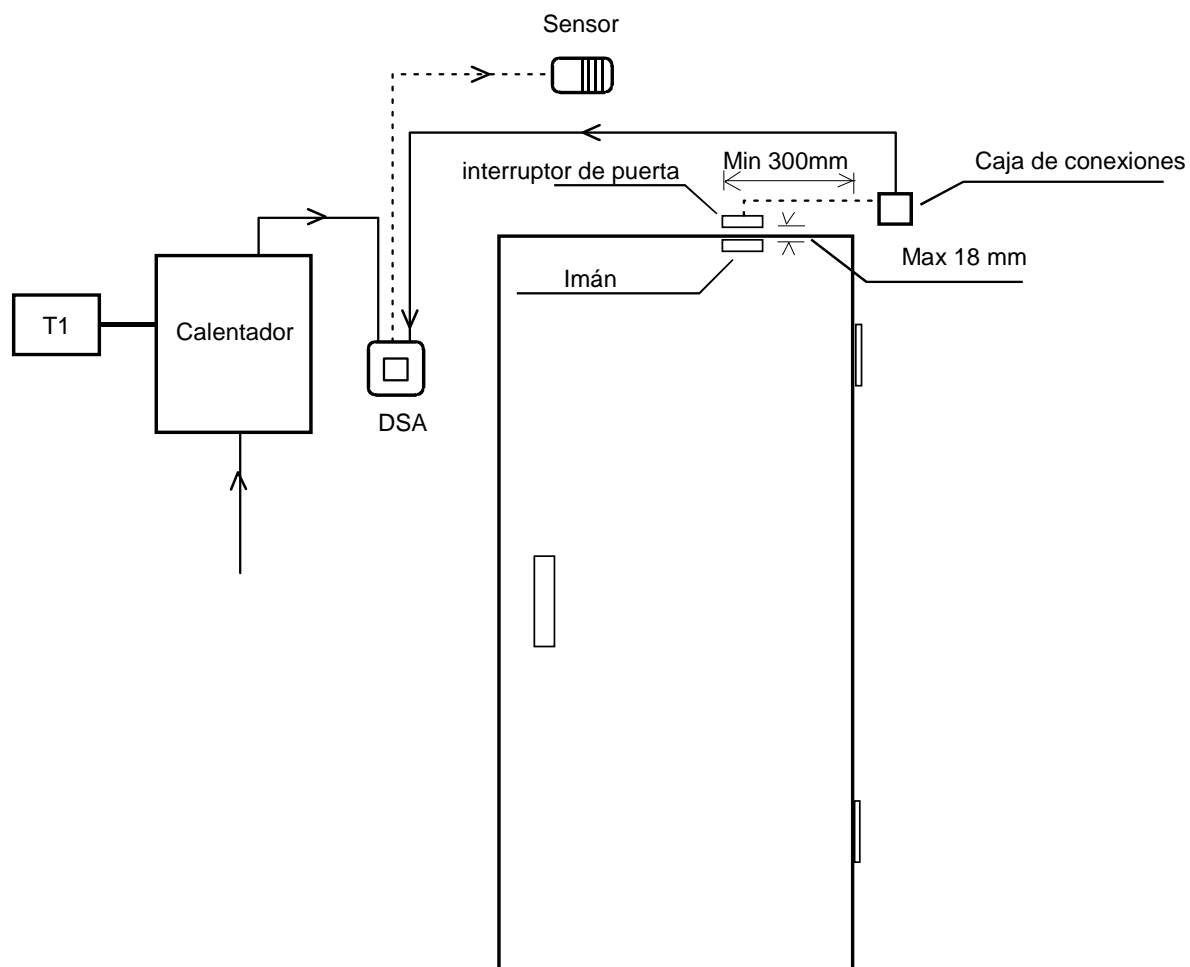 Sensor
Min 300mm
interruptor de puerta
Caja de conexiones
Max 18 mm
Imán
T1
Calentador
DSA